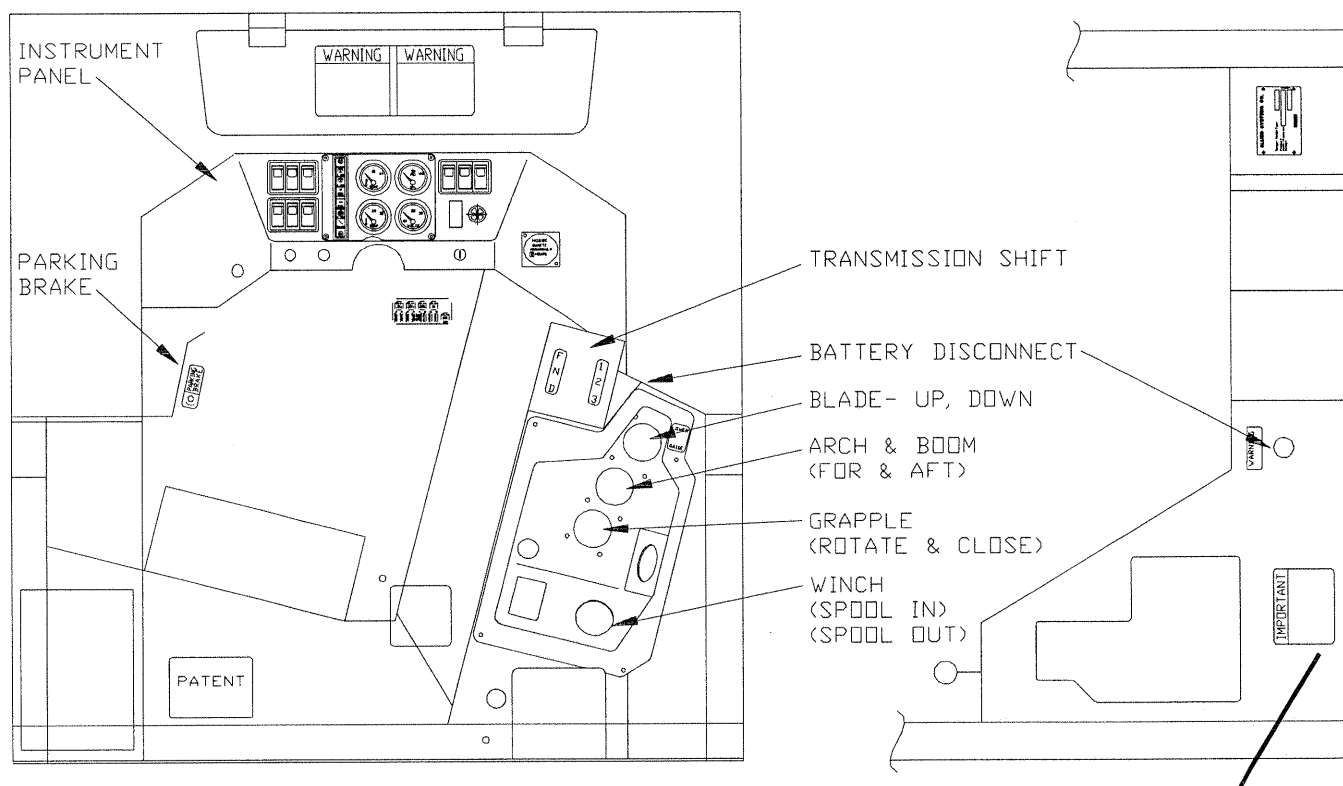 INSTRUMENT
PANEL
WARNING WARNING
PARKING
BRAKE
PARKING
BRAKE
TRANSMISSION SHIFT
F
N
D
1
2
3
BATTERY DISCONNECT
BLADE- UP, DOWN
ARCH & BOOM
(FOR & AFT)
GRAPPLE
(ROTATE & CLOSE)
WINCH
(SPOOL IN)
(SPOOL OUT)
PATENT
WARNING
IMPORTANT